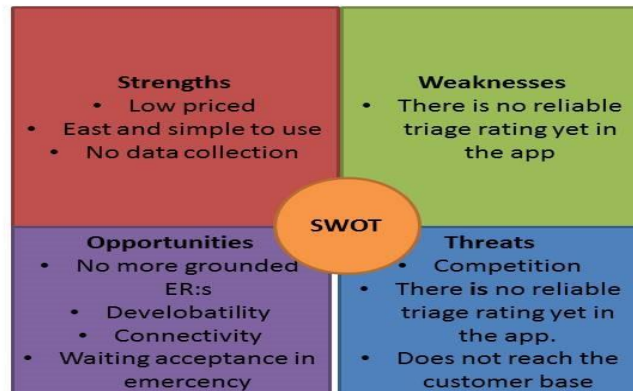 Strengths
• Low priced
• East and simple to use
• No data collection
Weaknesses
• There is no reliable
triage rating yet in
the app
SWOT
Opportunities
• No more grounded
ER:s
• Develobatility
• Connectivity
• Waiting acceptance in
emercency
Threats
• Competition
• There is no reliable
triage rating yet in
the app.
• Does not reach the
customer base